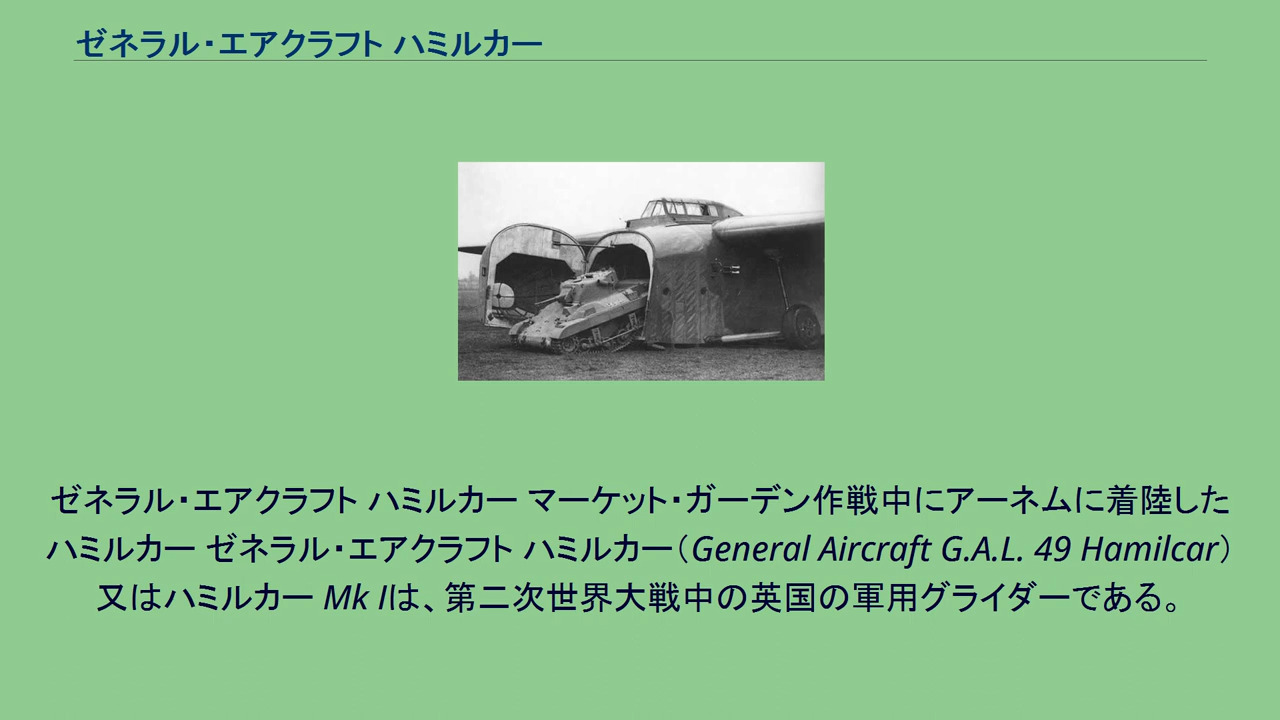 ゼネラル・エアクラフト ハミルカー
ゼネラル・エアクラフト ハミルカー マーケット・ガーデン作戦中にアーネムに着陸した
ハミルカー ゼネラル・エアクラフト ハミルカー（General Aircraft G.A.L. 49 Hamilcar）
又はハミルカー Mk Iは、第二次世界大戦中の英国の軍用グライダーである。